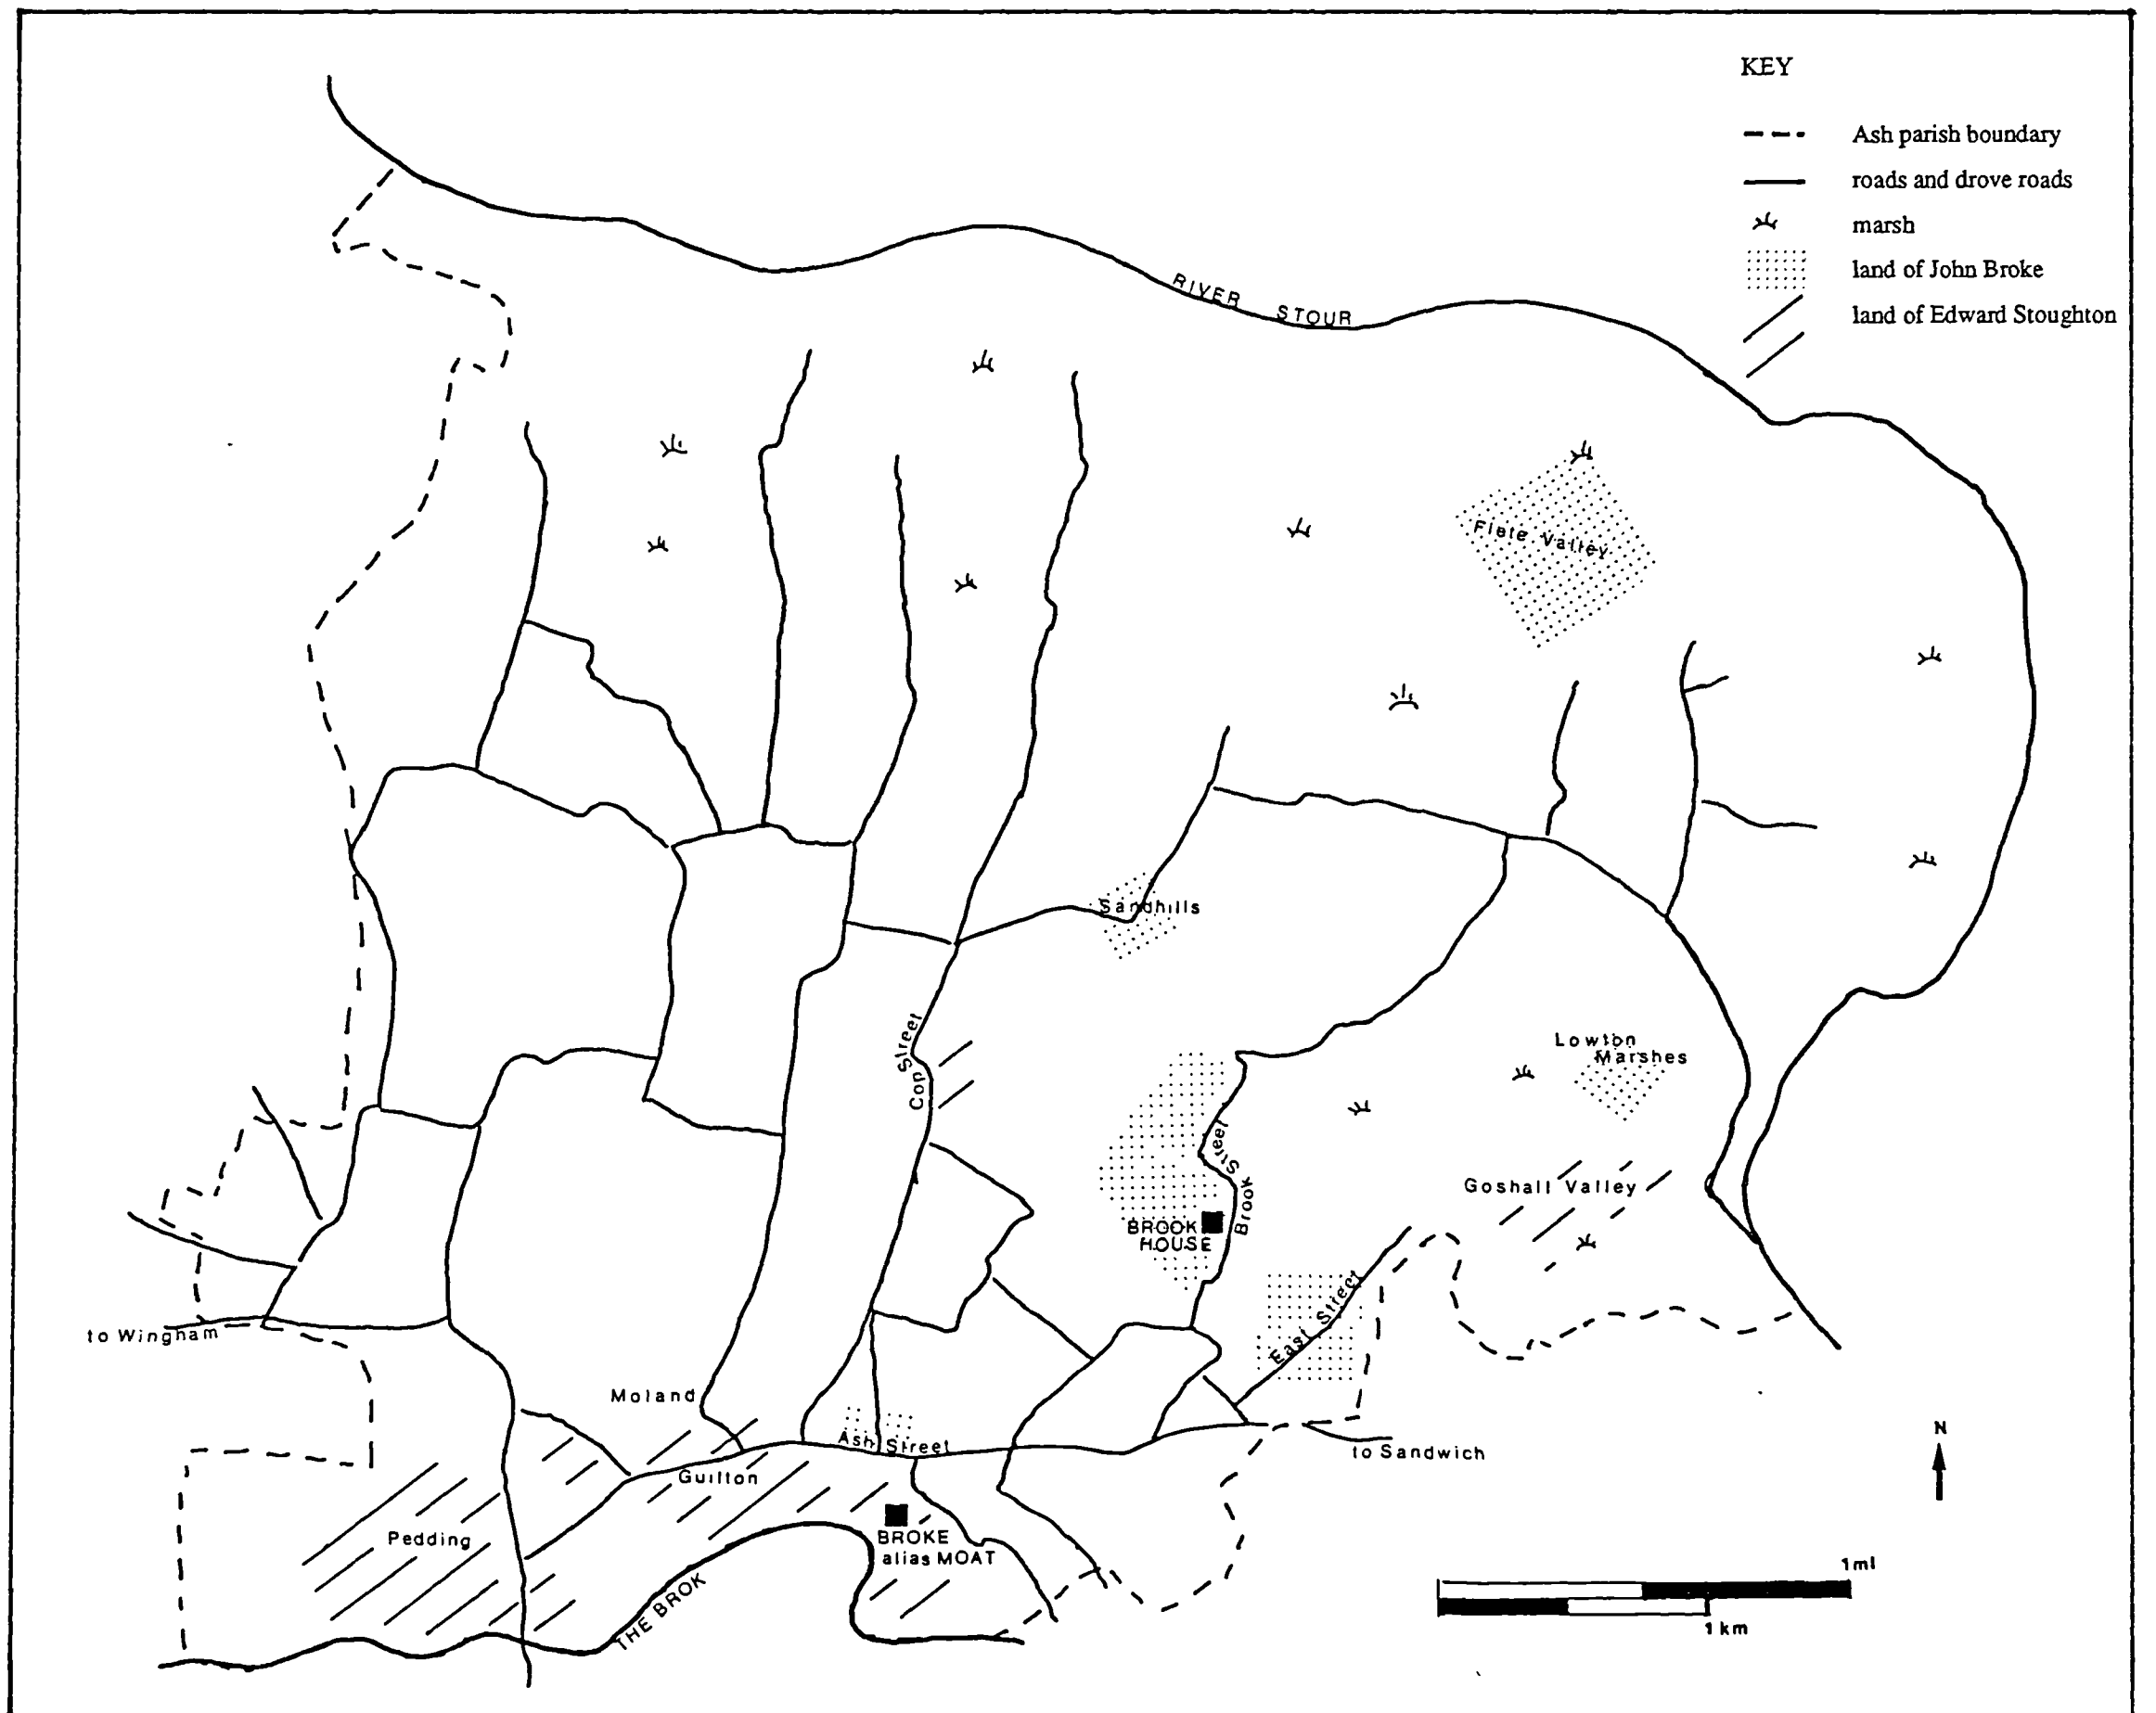 KEY
Ash parish boundary
roads and drove roads
marsh
land of John Broke
land of Edward Stoughton
RIVER STOUR
Flete Valley
Sandhills
Cop Street
Lowton
Marshes
Brook Street
Goshall Valley
BROOK
HOUSE
East Street
to Wingham
Moland
Ash Street
to Sandwich
Guilton
N
Pedding
BROKE
alias MOAT
THE BROK
1ml
1km